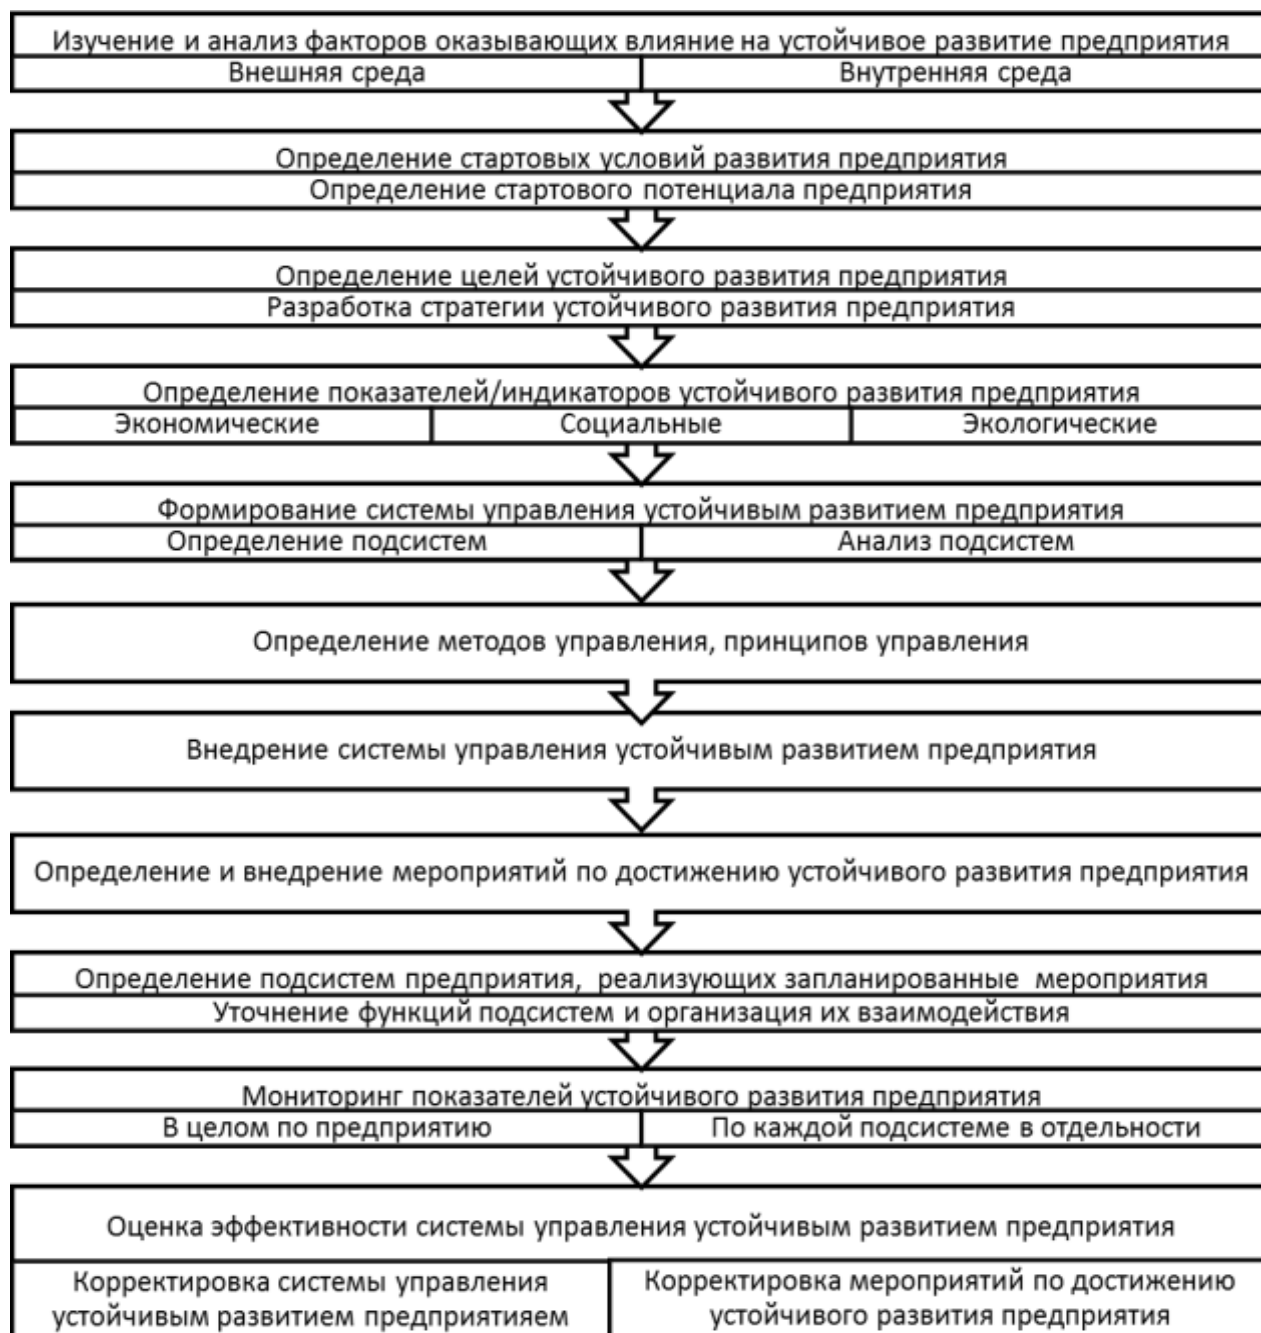 Изучение и анализ факторов оказывающих влияние на устойчивое развитие предприятия
Внешняя среда
Внутренняя среда
Определение стартовых условий развития предприятия
Определение стартового потенциала предприятия
Определение целей устойчивого развития предприятия
Разработка стратегии устойчивого развития предприятия
Определение показателей/индикаторов устойчивого развития предприятия
Экономические
Социальные
Экологические
Формирование системы управления устойчивым развитием предприятия
Определение подсистем
Анализ подсистем
Определение методов управления, принципов управления
Внедрение системы управления устойчивым развитием предприятия
Определение и внедрение мероприятий по достижению устойчивого развития предприятия
Определение подсистем предприятия, реализующих запланированные мероприятия
Уточнение функций подсистем и организация их взаимодействия
Мониторинг показателей устойчивого развития предприятия
В целом по предприятию
По каждой подсистеме в отдельности
Оценка эффективности системы управления устойчивым развитием предприятия
Корректировка системы управления
устойчивым развитием предприятияем
Корректировка мероприятий по достижению
устойчивого развития предприятия